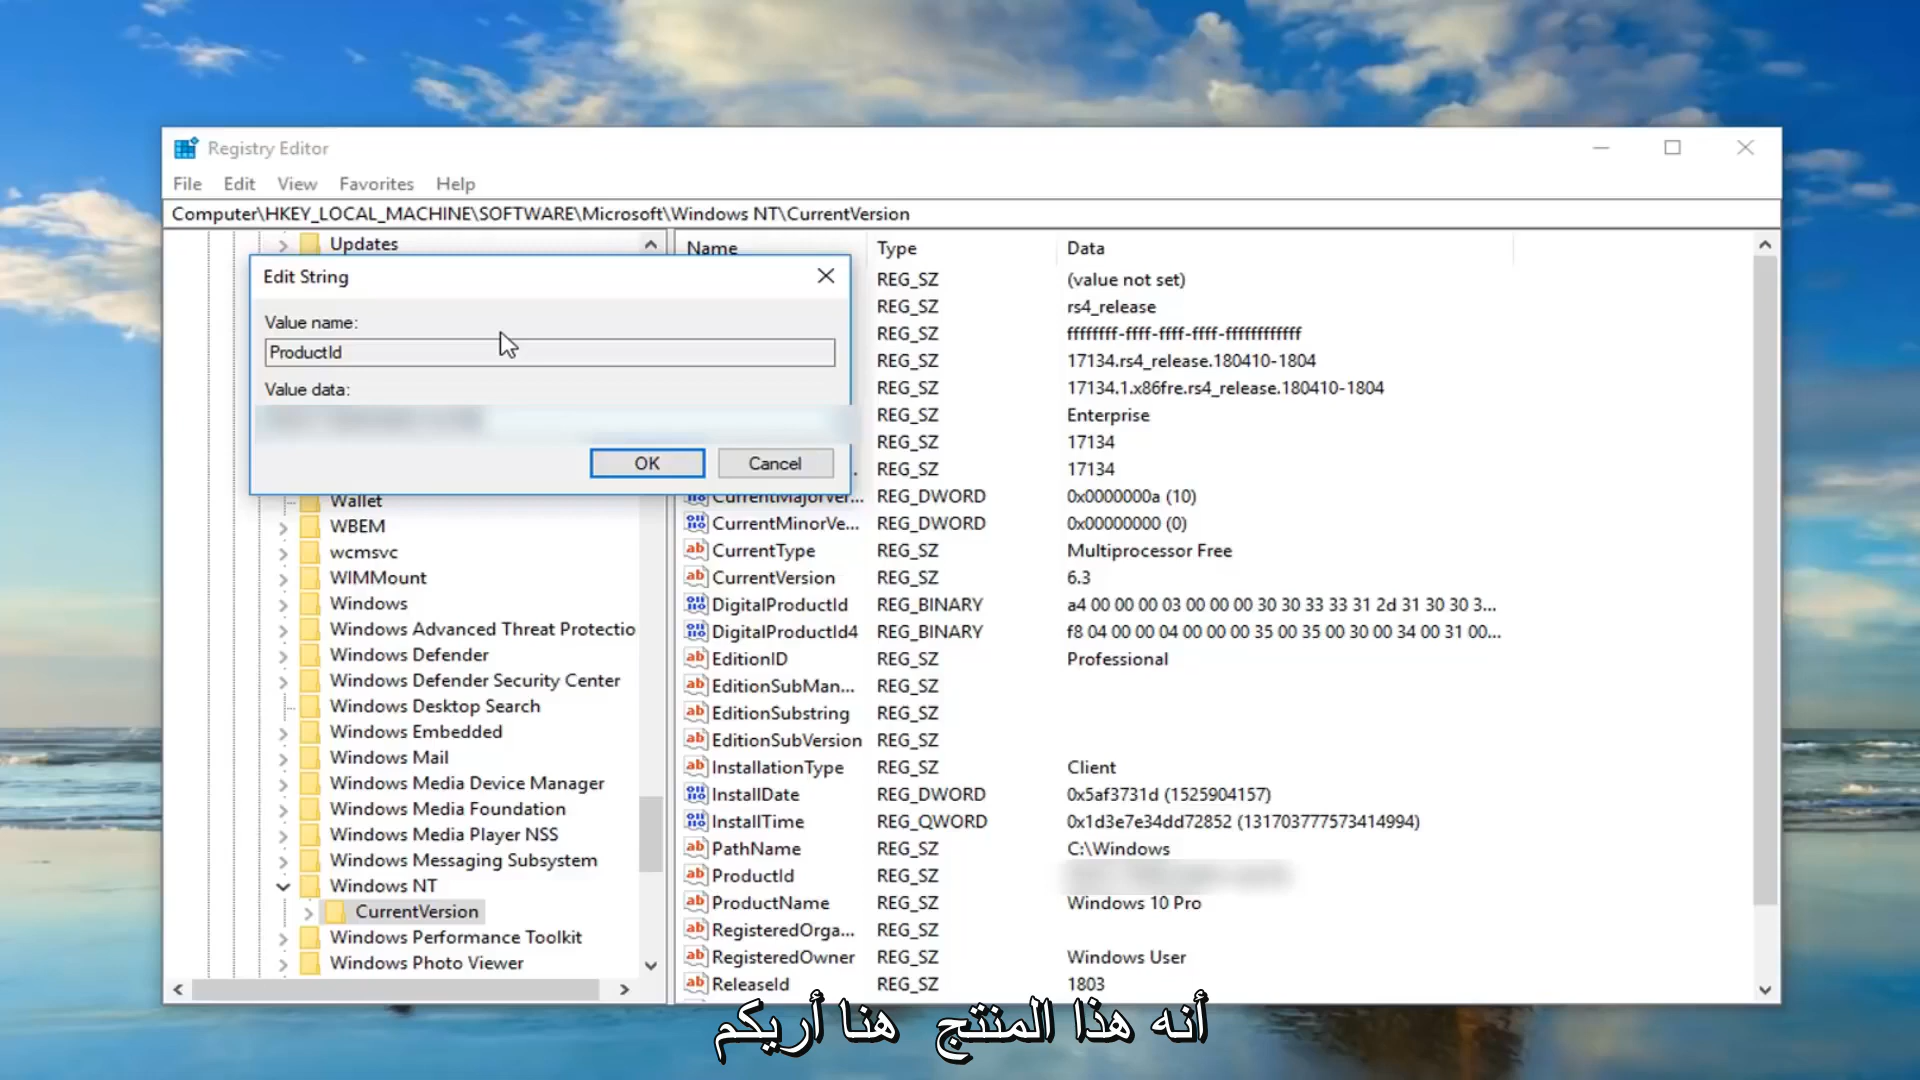 Registry Editor
File Edit View Favorites Help
Computer\HKEY_LOCAL_MACHINE\SOFTWARE\Microsoft\Windows NT\CurrentVersion
Updates
Edit String
Value name:
ProductId
Value data:
OK Cancel
Wallet
WBEM
wcmsvc
WIMMount
Windows
Windows Advanced Threat Protectio
Windows Defender
Windows Defender Security Center
Windows Desktop Search
Windows Embedded
Windows Mail
Windows Media Device Manager
Windows Media Foundation
Windows Media Player NSS
Windows Messaging Subsystem
Windows NT
CurrentVersion
Windows Performance Toolkit
Windows Photo Viewer
Name Type Data
REG_SZ (value not set)
REG_SZ rs4_release
REG_SZ ffffffff-ffff-ffff-ffff-ffffffffffff
REG_SZ 17134.rs4_release.180410-1804
REG_SZ 17134.1.x86fre.rs4_release.180410-1804
REG_SZ Enterprise
REG_SZ 17134
REG_SZ 17134
CurrentMajorVer... REG_DWORD 0x0000000a (10)
CurrentMinorVe... REG_DWORD 0x00000000 (0)
CurrentType REG_SZ Multiprocessor Free
CurrentVersion REG_SZ 6.3
DigitalProductId REG_BINARY a4 00 00 00 03 00 00 00 30 30 33 33 31 2d 31 30 30 3...
DigitalProductId4 REG_BINARY f8 04 00 00 04 00 00 00 35 00 35 00 30 00 34 00 31 00...
EditionID REG_SZ Professional
EditionSubMan... REG_SZ
EditionSubstring REG_SZ
EditionSubVersion REG_SZ
InstallationType REG_SZ Client
InstallDate REG_DWORD 0x5af3731d (1525904157)
InstallTime REG_QWORD 0x1d3e7e34dd72852 (131703777573414994)
PathName REG_SZ C:\Windows
ProductId REG_SZ
ProductName REG_SZ Windows 10 Pro
RegisteredOrga... REG_SZ
RegisteredOwner REG_SZ Windows User
ReleaseId REG_SZ 1803
أنه هذا المنتج هنا أريكم